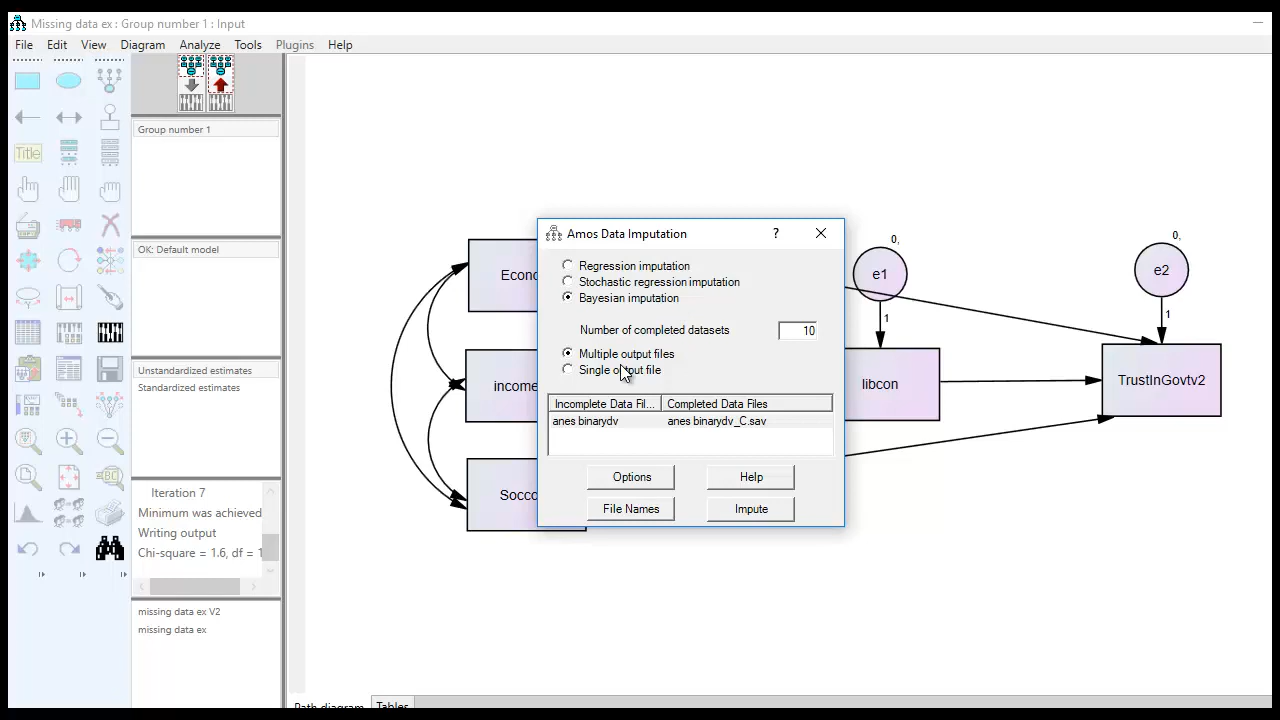 Missing data ex : Group number 1 : Input
File Edit View Diagram Analyze Tools Plugins Help
Title
Group number 1
OK: Default model
Unstandardized estimates
Standardized estimates
Iteration 7
Minimum was achieved
Writing output
Chi-square = 1.6, df = 1
missing data ex V2
missing data ex
Amos Data Imputation
?
Regression imputation
Stochastic regression imputation
Bayesian imputation
Number of completed datasets 10
Multiple output files
Single output file
Incomplete Data Fil... Completed Data Files
anes binarydv anes binarydv_C.sav
Options Help
File Names Impute
Econo
income
Socco
0,
e1
1
libcon
0,
e2
1
TrustInGovtv2
Path diagram Tables